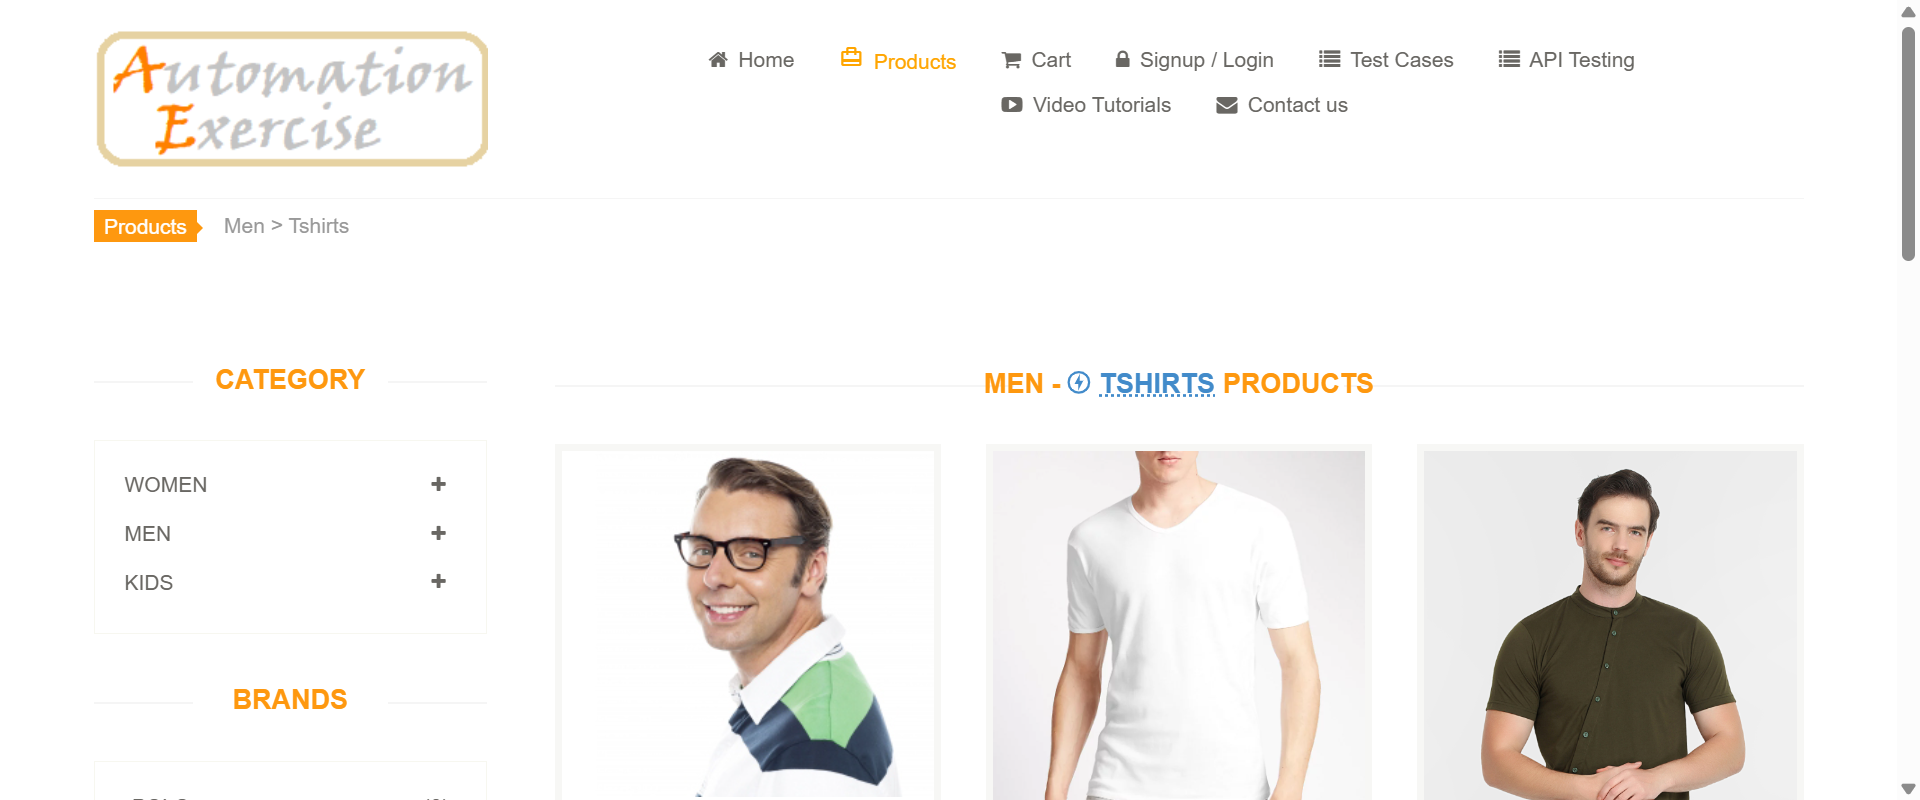 Automation
Exercise
Home
Products
Cart
Signup / Login
Test Cases
API Testing
Video Tutorials
Contact us
Products
Men > Tshirts
CATEGORY
MEN - TSHIRTS PRODUCTS
WOMEN
MEN
KIDS
BRANDS